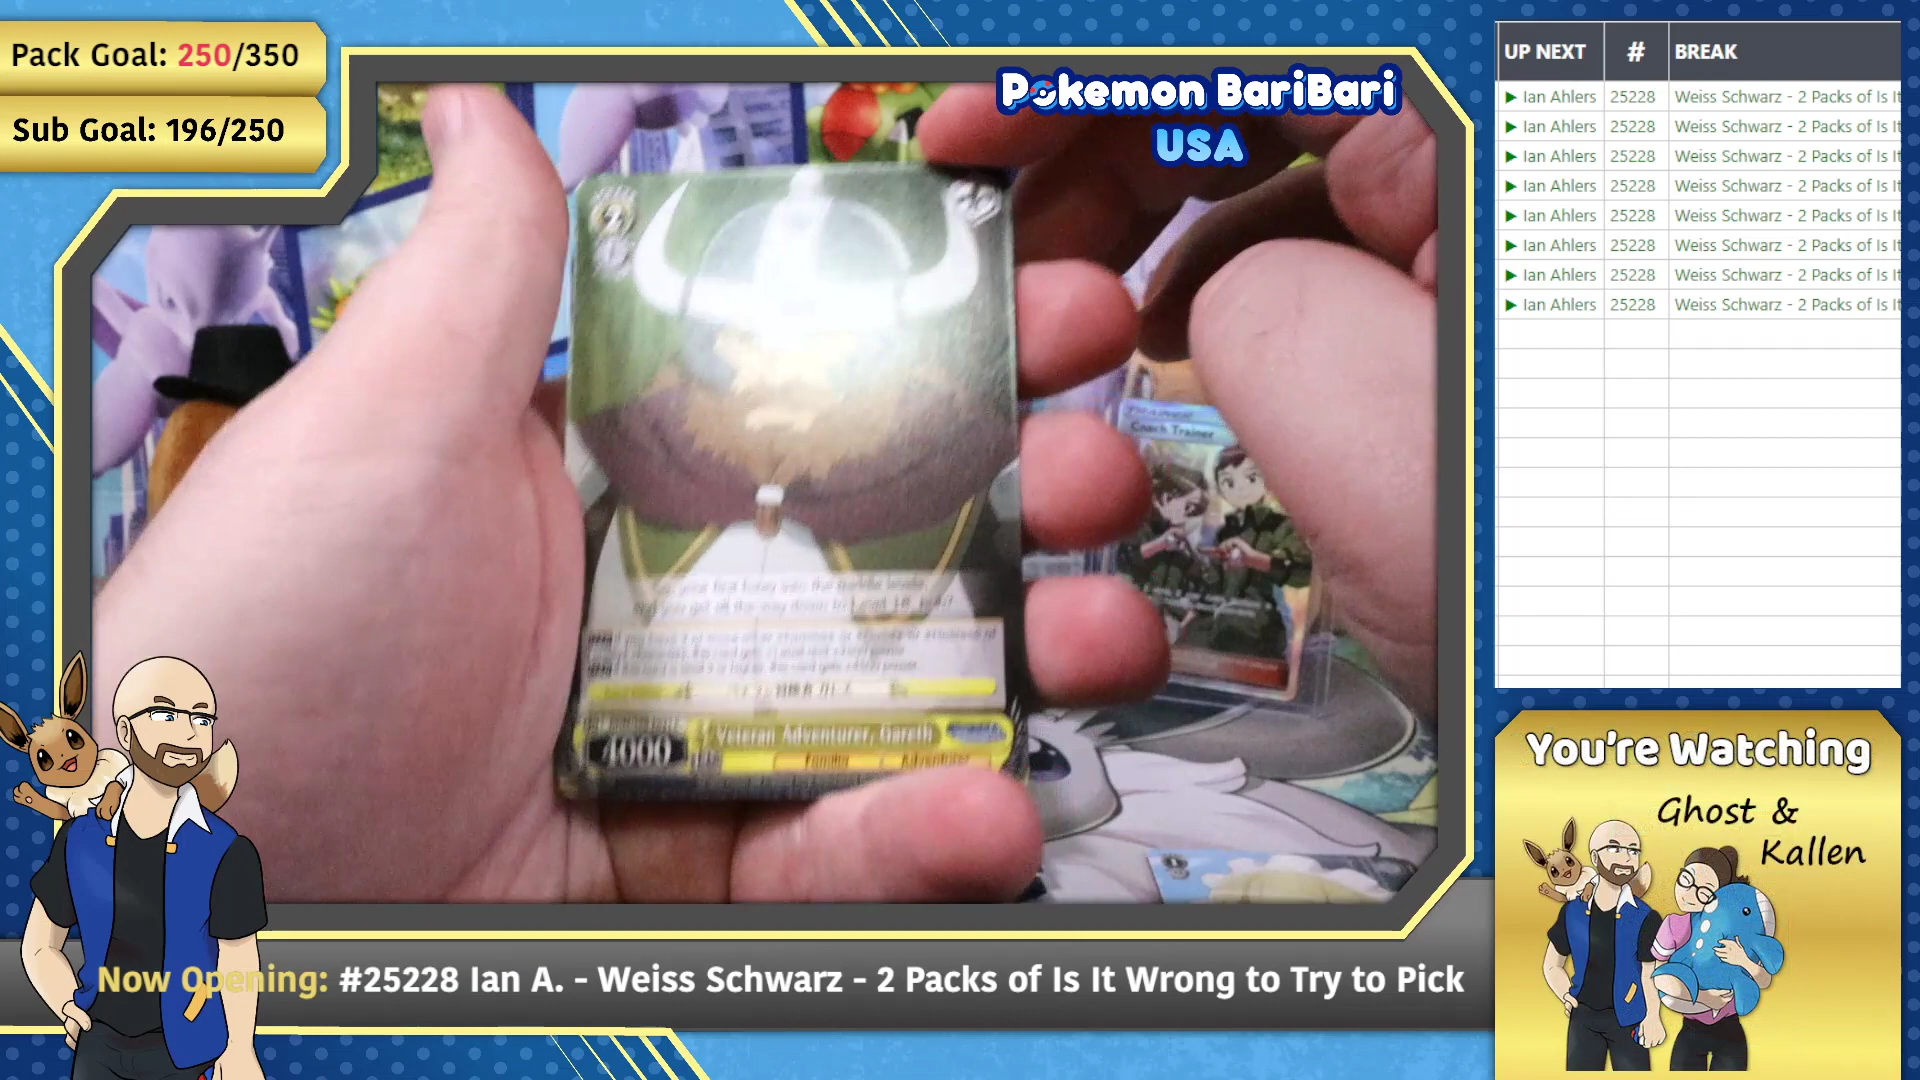 Pack Goal: 250/350
Sub Goal: 196/250
Pokemon BariBari
USA
UP NEXT # BREAK
▶ Ian Ahlers 25228 Weiss Schwarz - 2 Packs of Is It
▶ Ian Ahlers 25228 Weiss Schwarz - 2 Packs of Is It
▶ Ian Ahlers 25228 Weiss Schwarz - 2 Packs of Is It
▶ Ian Ahlers 25228 Weiss Schwarz - 2 Packs of Is It
▶ Ian Ahlers 25228 Weiss Schwarz - 2 Packs of Is It
▶ Ian Ahlers 25228 Weiss Schwarz - 2 Packs of Is It
▶ Ian Ahlers 25228 Weiss Schwarz - 2 Packs of Is It
▶ Ian Ahlers 25228 Weiss Schwarz - 2 Packs of Is It
Coach Trainer
4000
Veteran Adventurer, Gareth
Familia Adventurer
You're Watching
Ghost &
Kallen
Now Opening: #25228 Ian A. - Weiss Schwarz - 2 Packs of Is It Wrong to Try to Pick